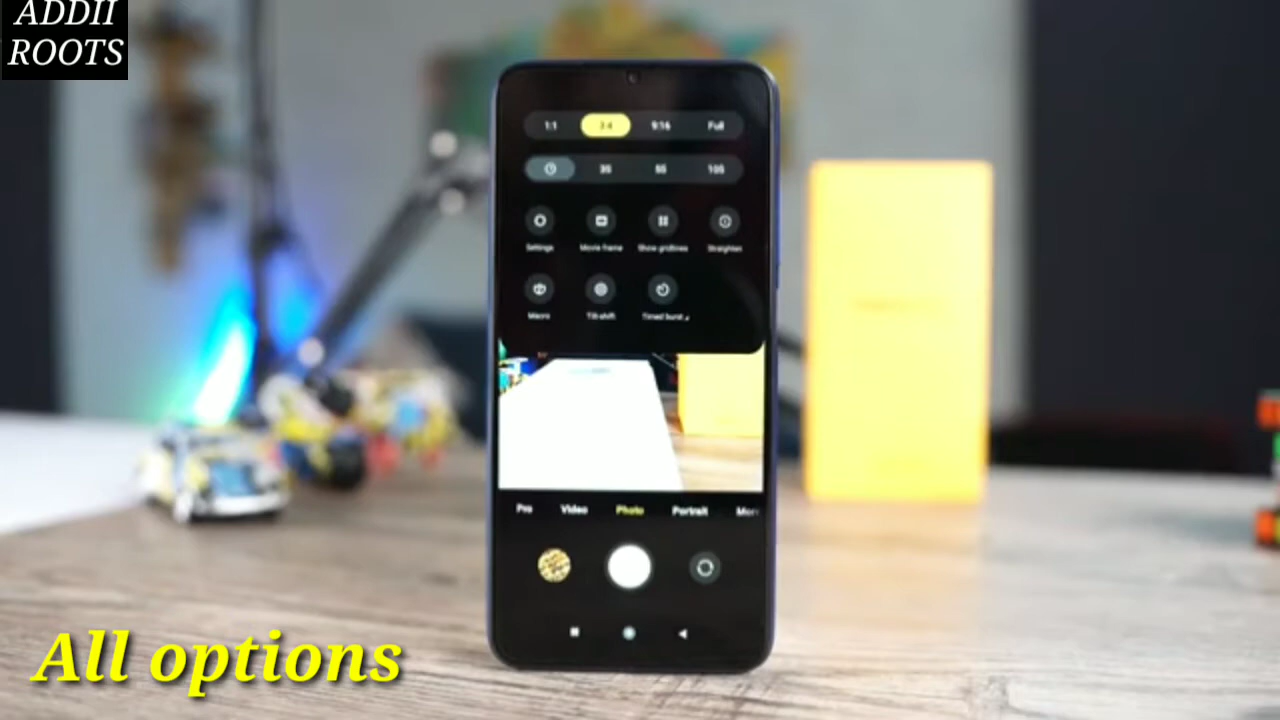 ADDII
ROOTS
1:1 3:4 9:16 Full
3S 5S 10S
Settings Movie frame Show gridlines Straighten
Macro Tilt-shift Timed burst
Pro Video Photo Portrait More
All options